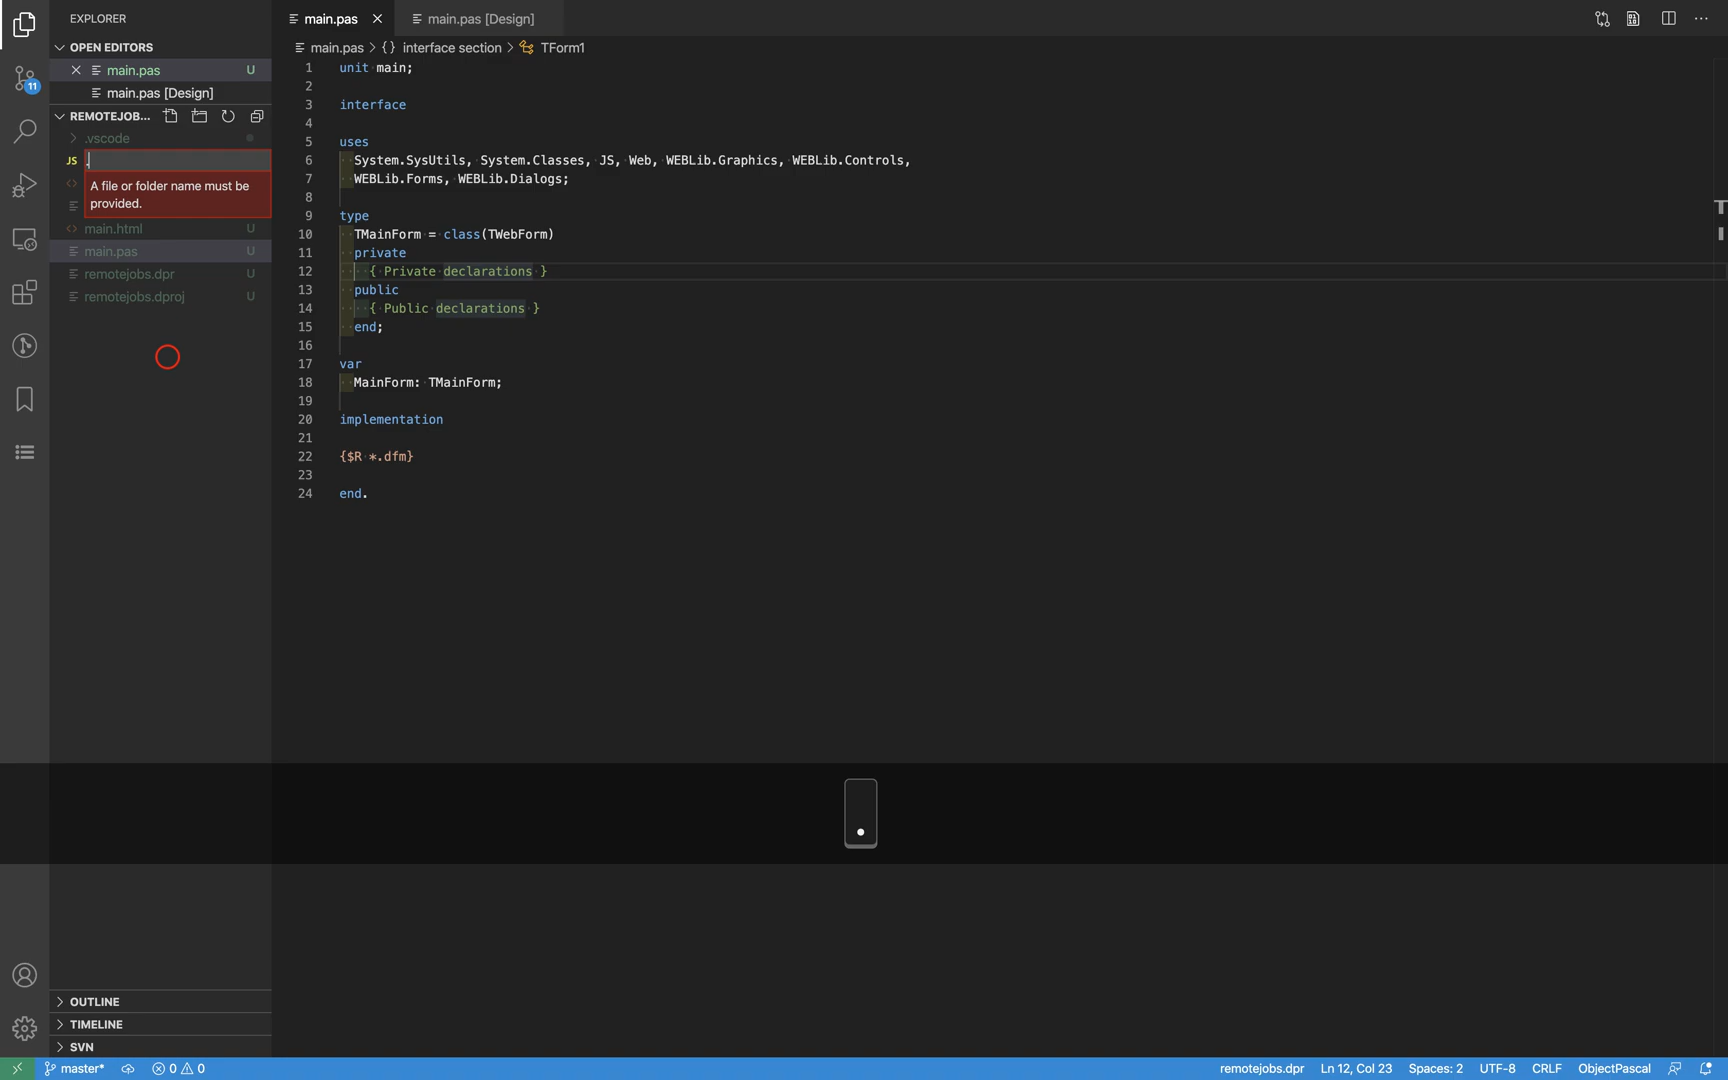 EXPLORER
OPEN EDITORS
main.pas U
main.pas [Design]
REMOTEJOB...
.vscode
JS .
A file or folder name must be
provided.
main.html U
main.pas U
remotejobs.dpr U
remotejobs.dproj U
OUTLINE
TIMELINE
SVN
11
main.pas
main.pas [Design]
main.pas > {} interface section > TForm1
1 unit main;
2
3 interface
4
5 uses
6 System.SysUtils, System.Classes, JS, Web, WEBLib.Graphics, WEBLib.Controls,
7 WEBLib.Forms, WEBLib.Dialogs;
8
9 type
10 TMainForm = class(TWebForm)
11 private
12 { Private declarations }
13 public
14 { Public declarations }
15 end;
16
17 var
18 MainForm: TMainForm;
19
20 implementation
21
22 {$R *.dfm}
23
24 end.
.
master* 0 0 remotejobs.dpr Ln 12, Col 23 Spaces: 2 UTF-8 CRLF ObjectPascal